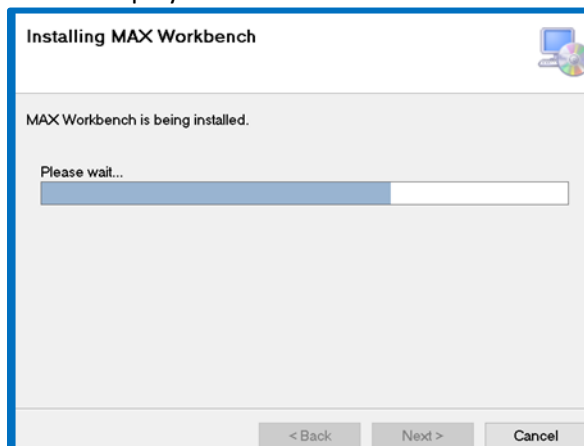 Installing MAX Workbench
MAX Workbench is being installed.
Please wait...
< Back Next > Cancel